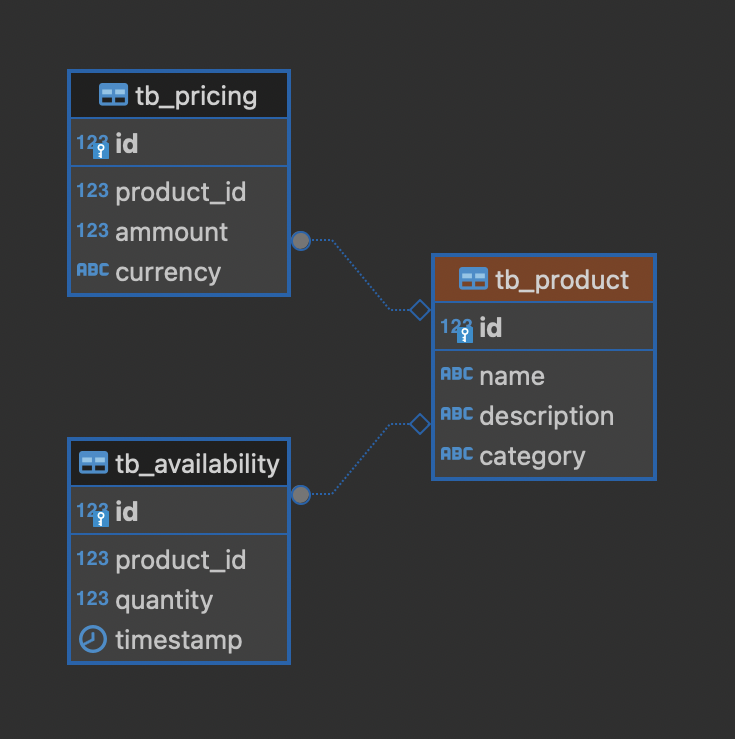 tb_pricing
123 id
123 product_id
123 ammount
ABC currency
tb_product
123 id
ABC name
ABC description
ABC category
tb_availability
123 id
123 product_id
123 quantity
timestamp